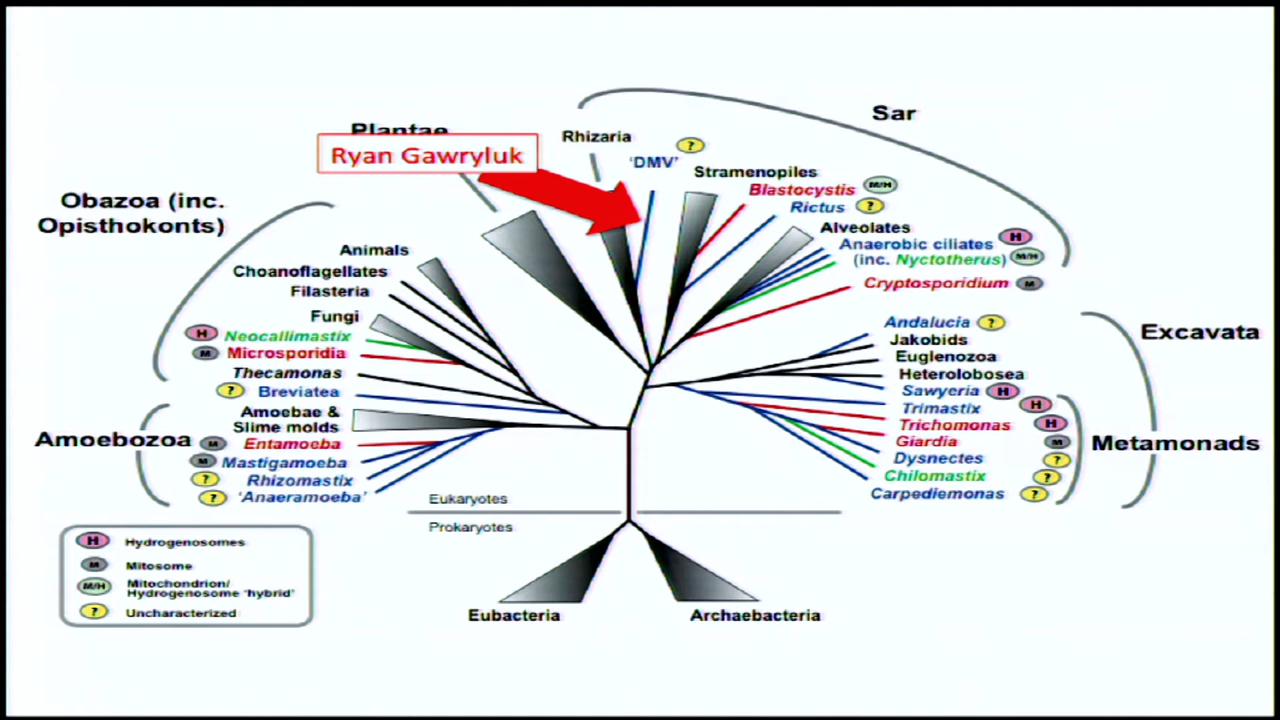 Sar
Plantae
Rhizaria
Ryan Gawryluk
?
'DMV'
Stramenopiles
Blastocystis M/H
Rictus ?
Obazoa (inc.
Opisthokonts)
Alveolates
Anaerobic ciliates H
(inc. Nyctotherus) M/H
Cryptosporidium M
Animals
Choanoflagellates
Filasteria
Fungi
H Neocallimastix
M Microsporidia
Thecamonas
? Breviatea
Amoebae &
Slime molds
Amoebozoa
M Entamoeba
M Mastigamoeba
? Rhizomastix
? 'Anaeramoeba'
Andalucia ?
Jakobids
Excavata
Euglenozoa
Heterolobosea
Sawyeria H
Trimastix H
Trichomonas H
Giardia M
Metamonads
Dysnectes ?
Chilomastix ?
Carpediemonas ?
Eukaryotes
Prokaryotes
H Hydrogenosomes
M Mitosome
M/H Mitochondrion/
Hydrogenosome 'hybrid'
? Uncharacterized
Eubacteria
Archaebacteria